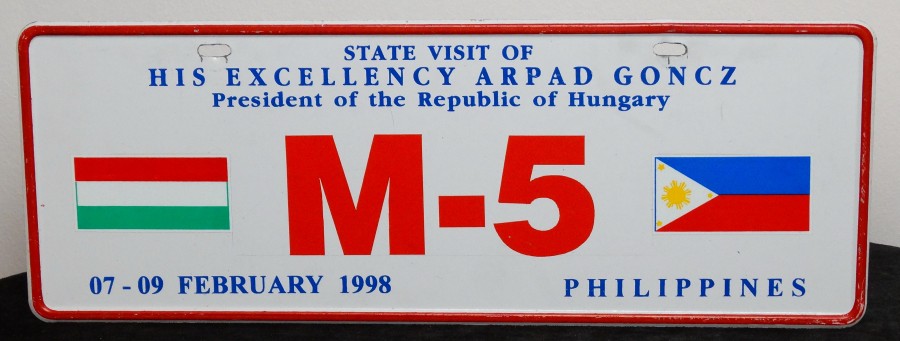 STATE VISIT OF
HIS EXCELLENCY ARPAD GONCZ
President of the Republic of Hungary
M-5
07-09 FEBRUARY 1998
PHILIPPINES